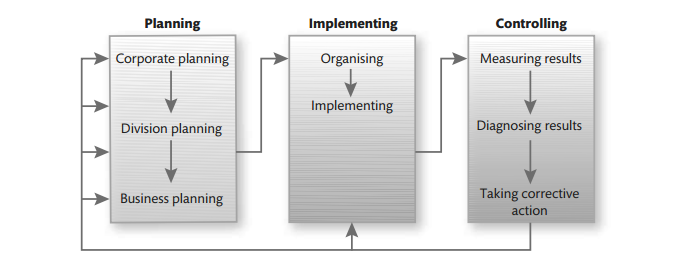 Planning
Corporate planning
Division planning
Business planning
Implementing
Organising
Implementing
Controlling
Measuring results
Diagnosing results
Taking corrective
action